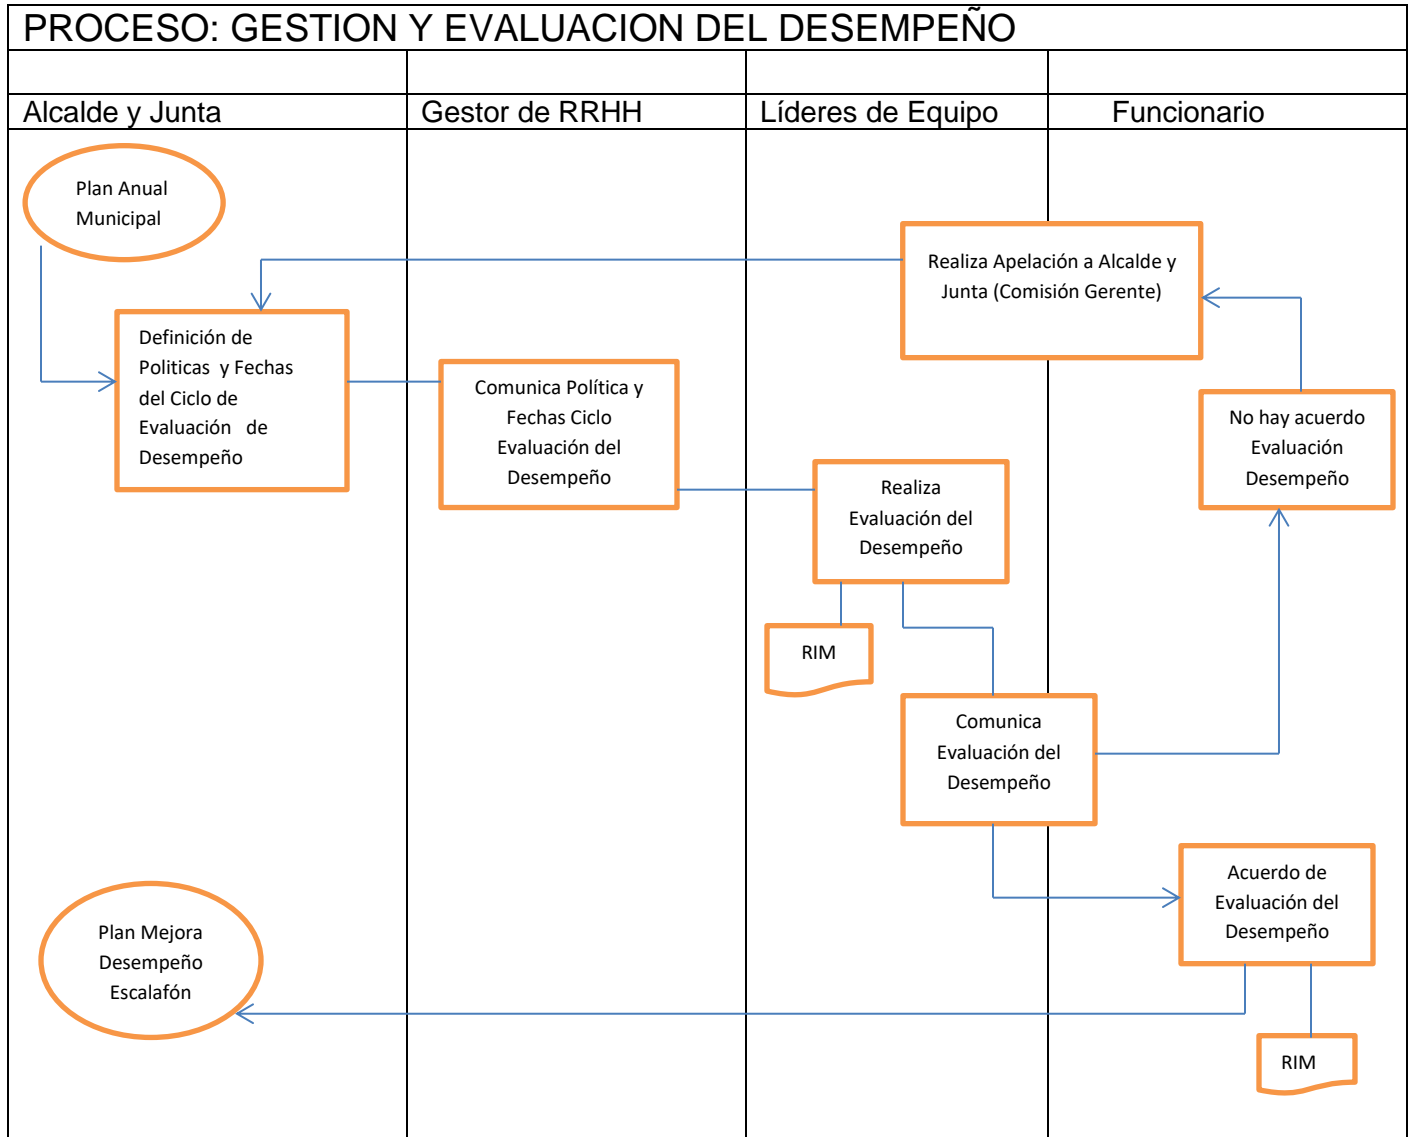 PROCESO: GESTION Y EVALUACION DEL DESEMPEÑO
Alcalde y Junta
Gestor de RRHH
Líderes de Equipo
Funcionario
Plan Anual
Municipal
Realiza Apelación a Alcalde y
Junta (Comisión Gerente)
Definición de
Politicas y Fechas
del Ciclo de
Evaluación de
Desempeño
Comunica Política y
Fechas Ciclo
Evaluación del
Desempeño
No hay acuerdo
Evaluación
Desempeño
Realiza
Evaluación del
Desempeño
RIM
Comunica
Evaluación del
Desempeño
Acuerdo de
Evaluación del
Desempeño
Plan Mejora
Desempeño
Escalafón
RIM